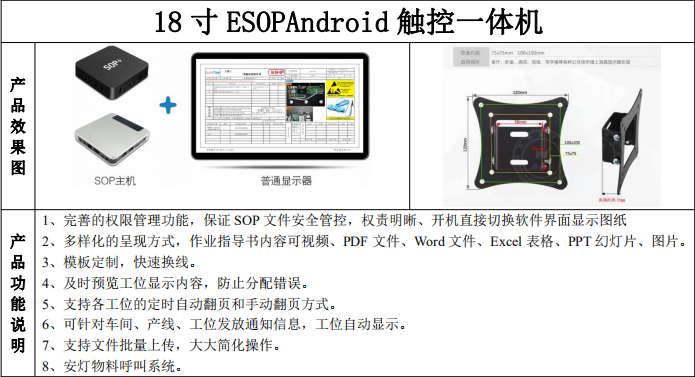 18 寸 ESOPAndroid 触控一体机
产品效果图
SOP+
SOP主机
普通显示器
75x75mm 100x100mm
120mm
120mm
100x100
75x75
产品功能说明
1、完善的权限管理功能，保证 SOP 文件安全管控，权责明晰、开机直接切换软件界面显示图纸
2、多样化的呈现方式，作业指导书内容可视频、PDF 文件、Word 文件、Excel 表格、PPT 幻灯片、图片。
3、模板定制，快速换线。
4、及时预览工位显示内容，防止分配错误。
5、支持各工位的定时自动翻页和手动翻页方式。
6、可针对车间、产线、工位发放通知信息，工位自动显示。
7、支持文件批量上传，大大简化操作。
8、安灯物料呼叫系统。